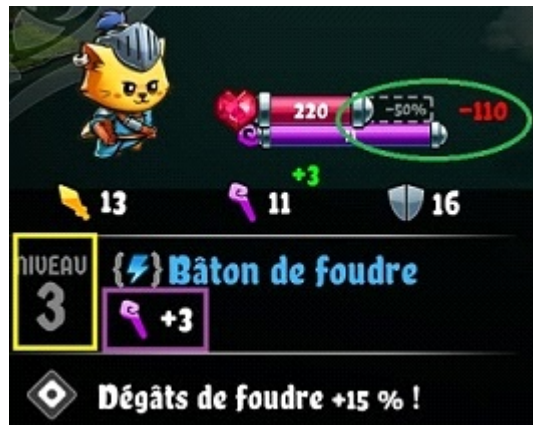 220 -50% -110
+3
13 11 16
NIVEAU
3
{⚡} Bâton de foudre
+3
Dégâts de foudre +15 % !